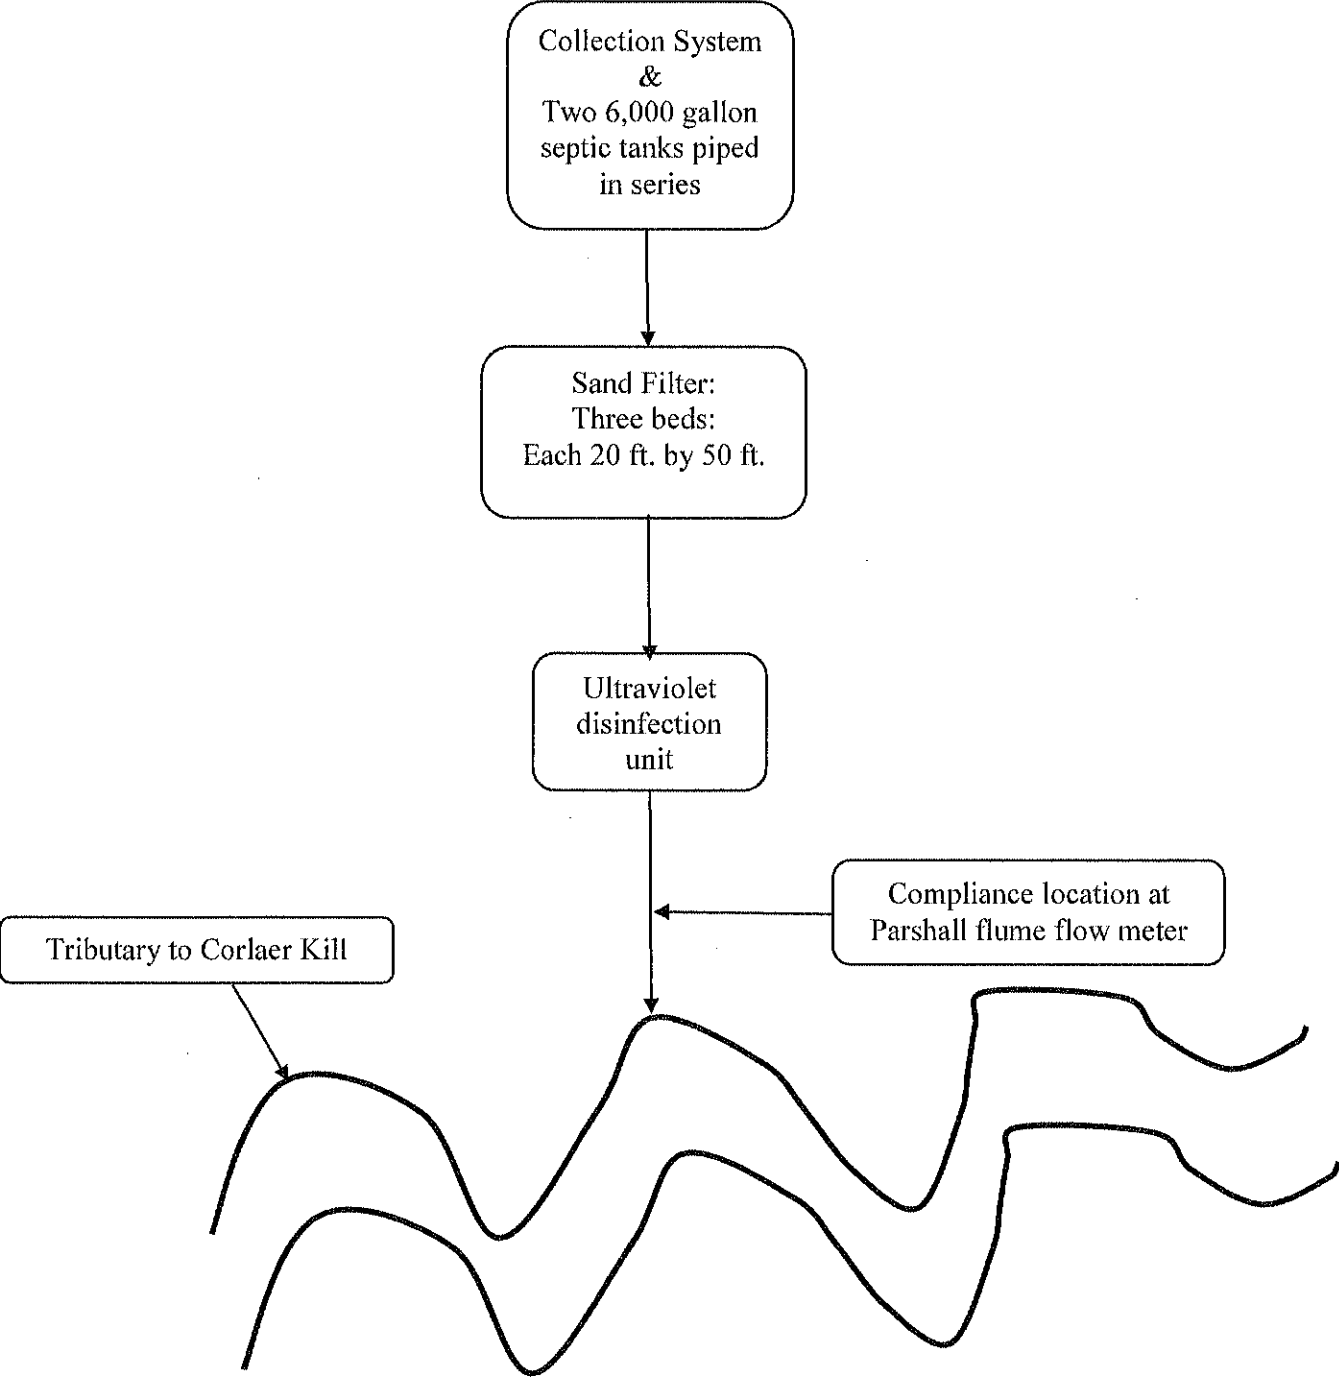 Collection System
&
Two 6,000 gallon
septic tanks piped
in series
Sand Filter:
Three beds:
Each 20 ft. by 50 ft.
Ultraviolet
disinfection
unit
Compliance location at
Parshall flume flow meter
Tributary to Corlaer Kill